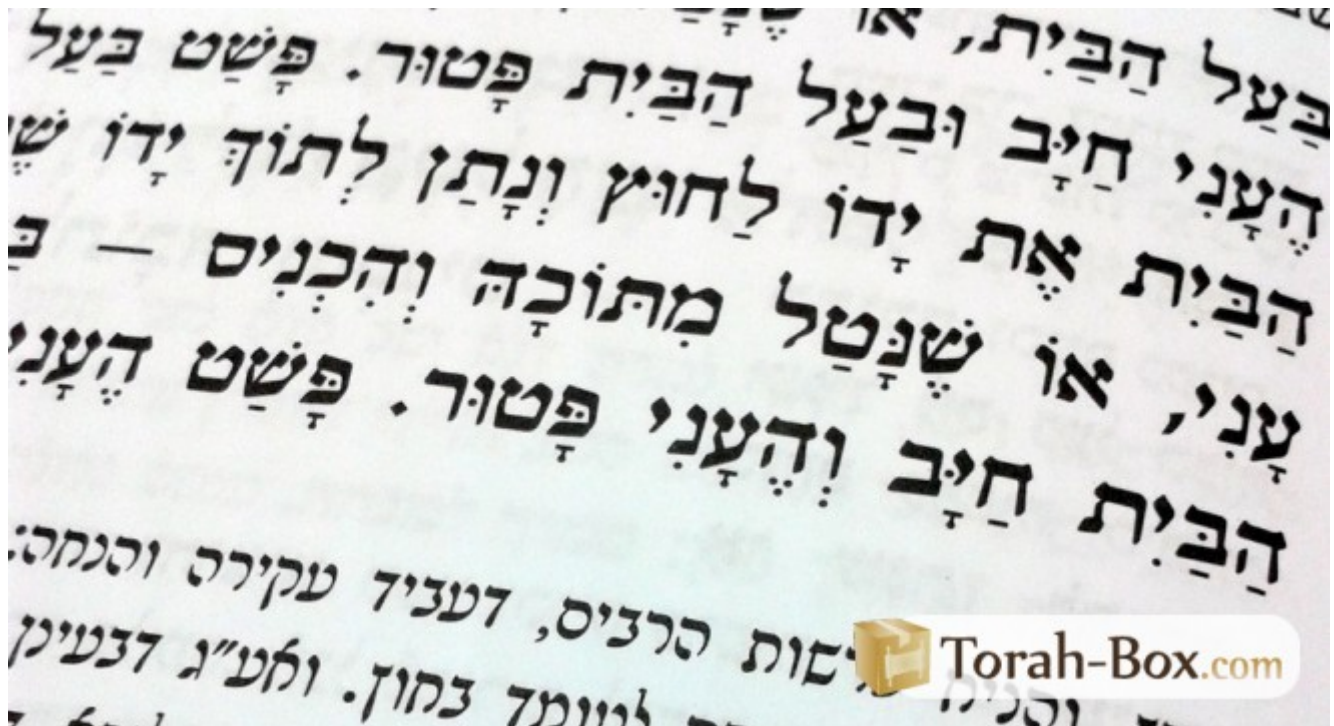 בַּעַל הַבַּיִת, אוֹ
הֶעָנִי חַיָּב וּבַעַל הַבַּיִת פָּטוּר. פָּשַׁט בַּעַל
הַבַּיִת אֶת יָדוֹ לַחוּץ וְנָתַן לְתוֹךְ יָדוֹ
עָנִי, אוֹ שֶׁנָּטַל מִתּוֹכָהּ וְהִכְנִיס —
הַבַּיִת חַיָּב וְהֶעָנִי פָּטוּר. פָּשַׁט הֶעָנִי
הרבים, דעביד עקירה והנחה:
לעומד בחוץ. ואע״ג דבעינן
Torah-Box.com